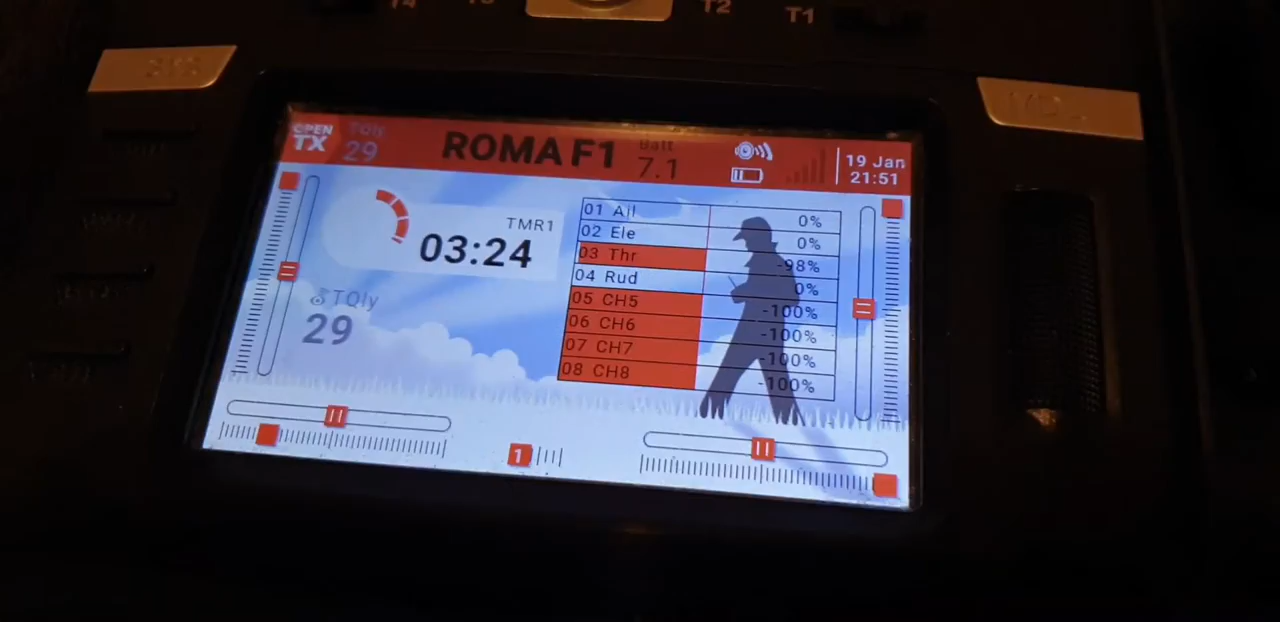 T2
T1
SYS
OPEN
TX
TQly
29
ROMA F1
Batt
7.1
19 Jan
21:51
TMR1
03:24
TQly
29
01 Ail 0%
02 Ele 0%
03 Thr -98%
04 Rud 0%
05 CH5 -100%
06 CH6 -100%
07 CH7 -100%
08 CH8 -100%
1